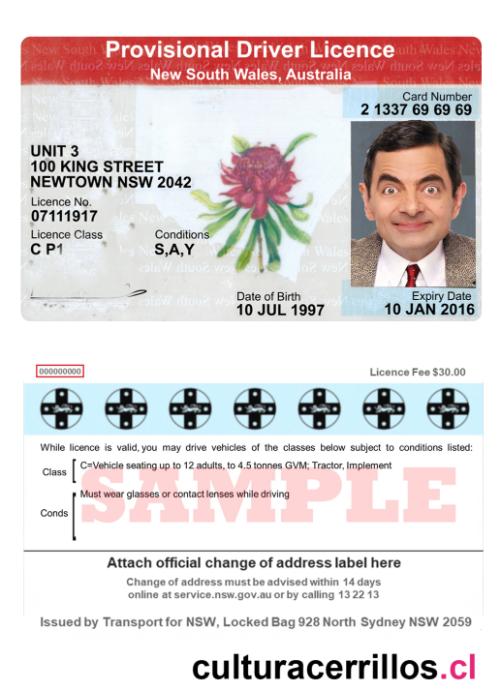 Provisional Driver Licence
New South Wales, Australia
Card Number
2 1337 69 69 69
UNIT 3
100 KING STREET
NEWTOWN NSW 2042
Licence No.
07111917
Licence Class
Conditions
C P1
S,A,Y
Date of Birth
10 JUL 1997
Expiry Date
10 JAN 2016
000000000
Licence Fee $30.00
While licence is valid, you may drive vehicles of the classes below subject to conditions listed:
Class
C=Vehicle seating up to 12 adults, to 4.5 tonnes GVM; Tractor, Implement
Conds
Must wear glasses or contact lenses while driving
SAMPLE
Attach official change of address label here
Change of address must be advised within 14 days
online at service.nsw.gov.au or by calling 13 22 13
Issued by Transport for NSW, Locked Bag 928 North Sydney NSW 2059
culturacerrillos.cl